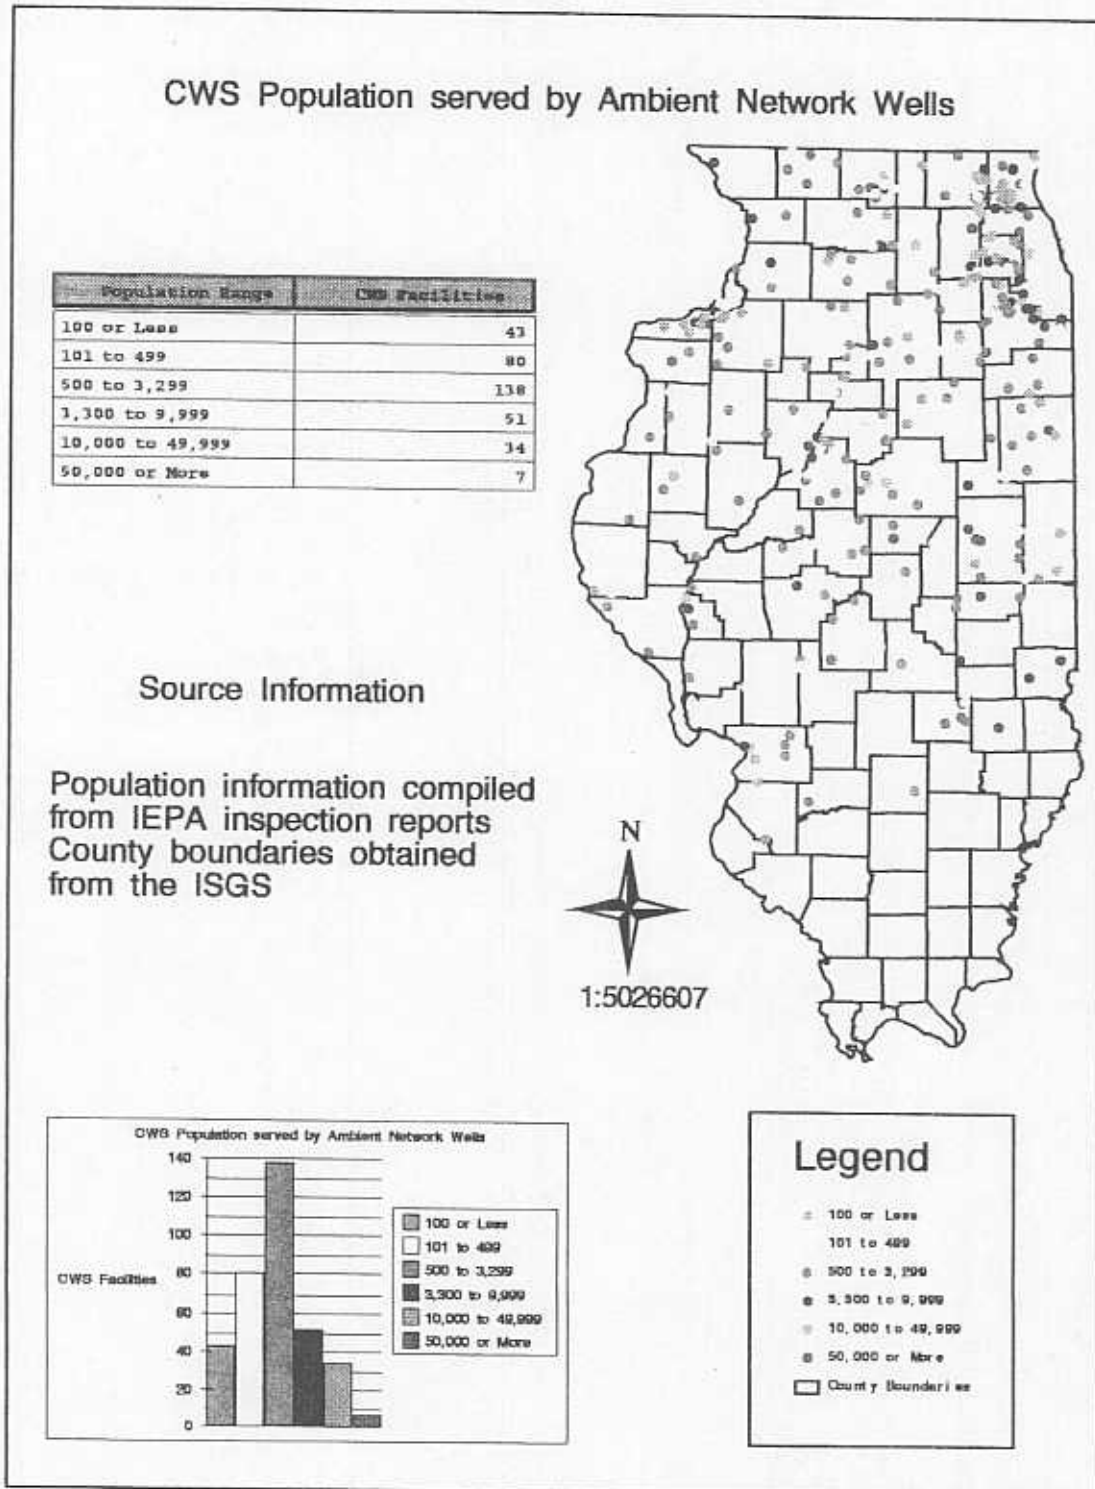 CWS Population served by Ambient Network Wells
Population Range CWS Facilities
100 or Less 43
101 to 499 80
500 to 3,299 138
3,300 to 9,999 51
10,000 to 49,999 34
50,000 or More 7
Source Information
Population information compiled
from IEPA inspection reports
County boundaries obtained
from the ISGS
N
1:5026607
CWS Population served by Ambient Network Wells
140
120
100
80
60
40
20
0
CWS Facilities
100 or Less
101 to 499
500 to 3,299
3,300 to 9,999
10,000 to 49,999
50,000 or More
Legend
100 or Less
101 to 499
500 to 3,299
3,300 to 9,999
10,000 to 49,999
50,000 or More
County Bounderies